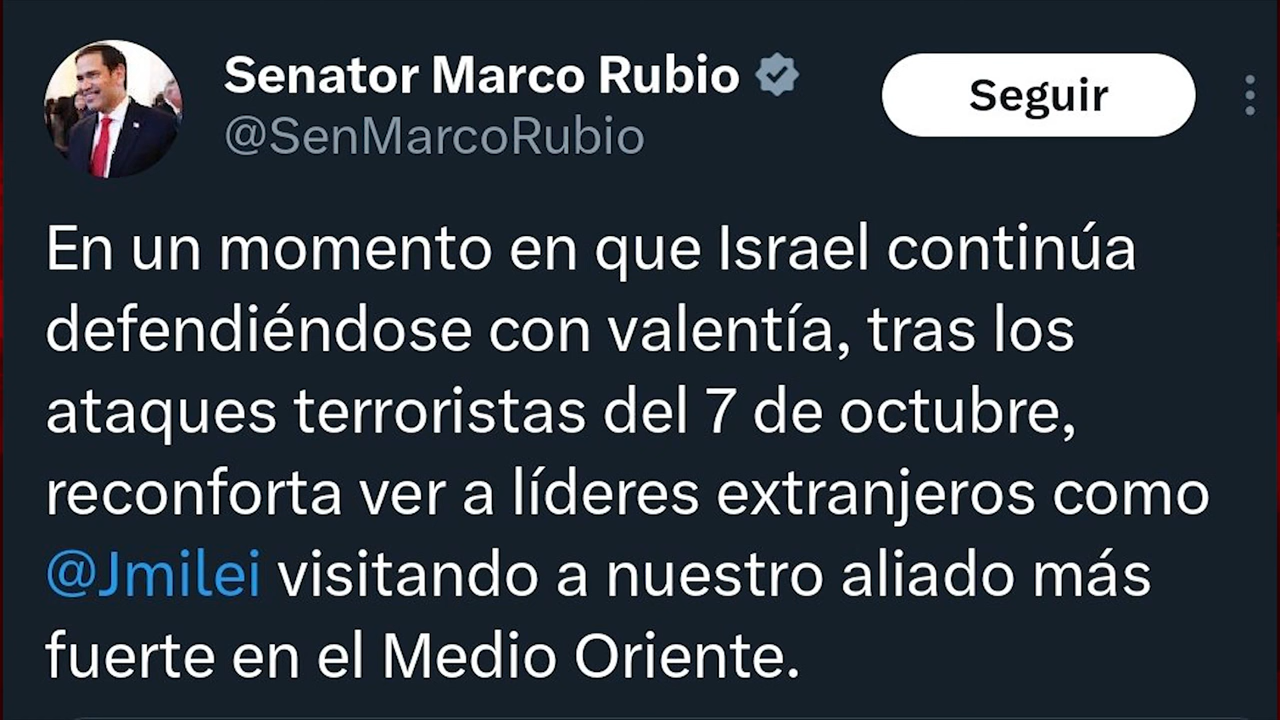 Senator Marco Rubio
@SenMarcoRubio
Seguir
En un momento en que Israel continúa
defendiéndose con valentía, tras los
ataques terroristas del 7 de octubre,
reconforta ver a líderes extranjeros como
@Jmilei visitando a nuestro aliado más
fuerte en el Medio Oriente.